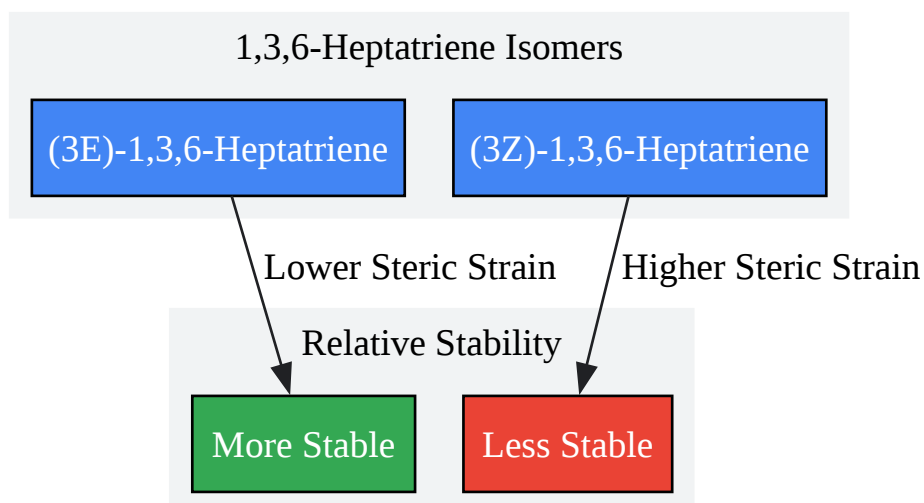 1,3,6-Heptatriene Isomers
(3E)-1,3,6-Heptatriene
(3Z)-1,3,6-Heptatriene
Lower Steric Strain
Higher Steric Strain
Relative Stability
More Stable
Less Stable